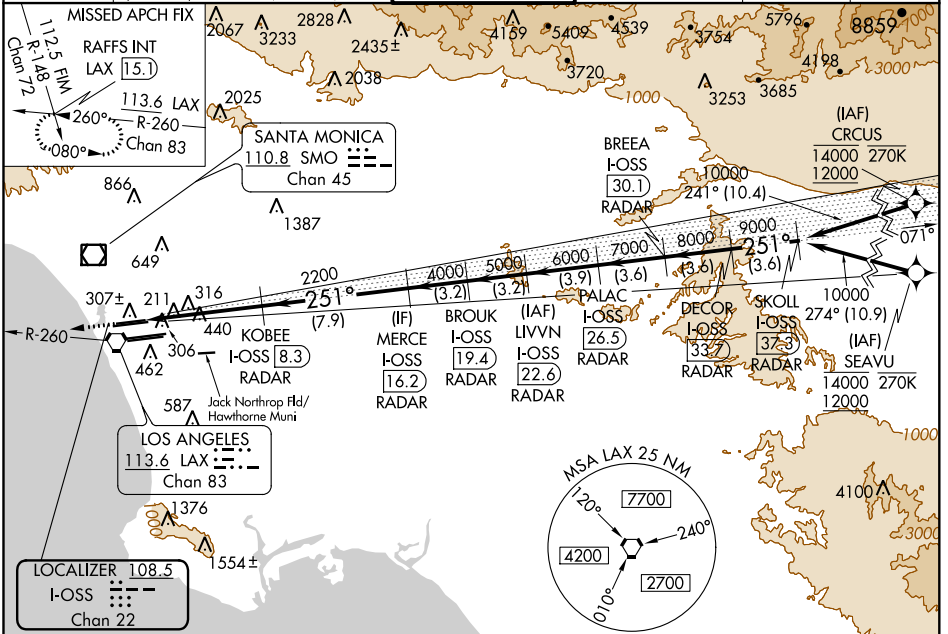 MISSED APCH FIX
112.5 FIM
R-148
Chan 72
RAFFS INT
LAX 15.1
113.6 LAX
R-260
Chan 83
260°
080°
2067
3233
2828
2435±
2038
2025
4159
5409
4539
3720
3754
5796
8859
4198
3000
3253
3685
1000
SANTA MONICA
110.8 SMO
Chan 45
866
1387
649
BREEA
I-OSS
30.1
RADAR
(IAF)
CRCUS
14000 270K
12000
10000
241° (10.4)
071°
2200
251°
(7.9)
4000
(3.2)
5000
(3.2)
6000
(3.9)
7000
(3.6)
8000
(3.6)
9000
251°
(3.6)
10000
274° (10.9)
307±
211
316
440
306
462
R-260
KOBEE
I-OSS 8.3
RADAR
(IF)
MERCE
I-OSS
16.2
RADAR
BROUK
I-OSS
19.4
RADAR
(IAF)
LIVVN
I-OSS
22.6
RADAR
PALAC
I-OSS
26.5
RADAR
DECOR
I-OSS
33.7
RADAR
SKOLL
I-OSS
37.3
RADAR
(IAF)
SEAVU
14000 270K
12000
Jack Northrop Fld/
Hawthorne Muni
587
LOS ANGELES
113.6 LAX
Chan 83
1376
1554±
LOCALIZER 108.5
I-OSS
Chan 22
MSA LAX 25 NM
120°
7700
240°
4200
2700
010°
1000
4100
3000